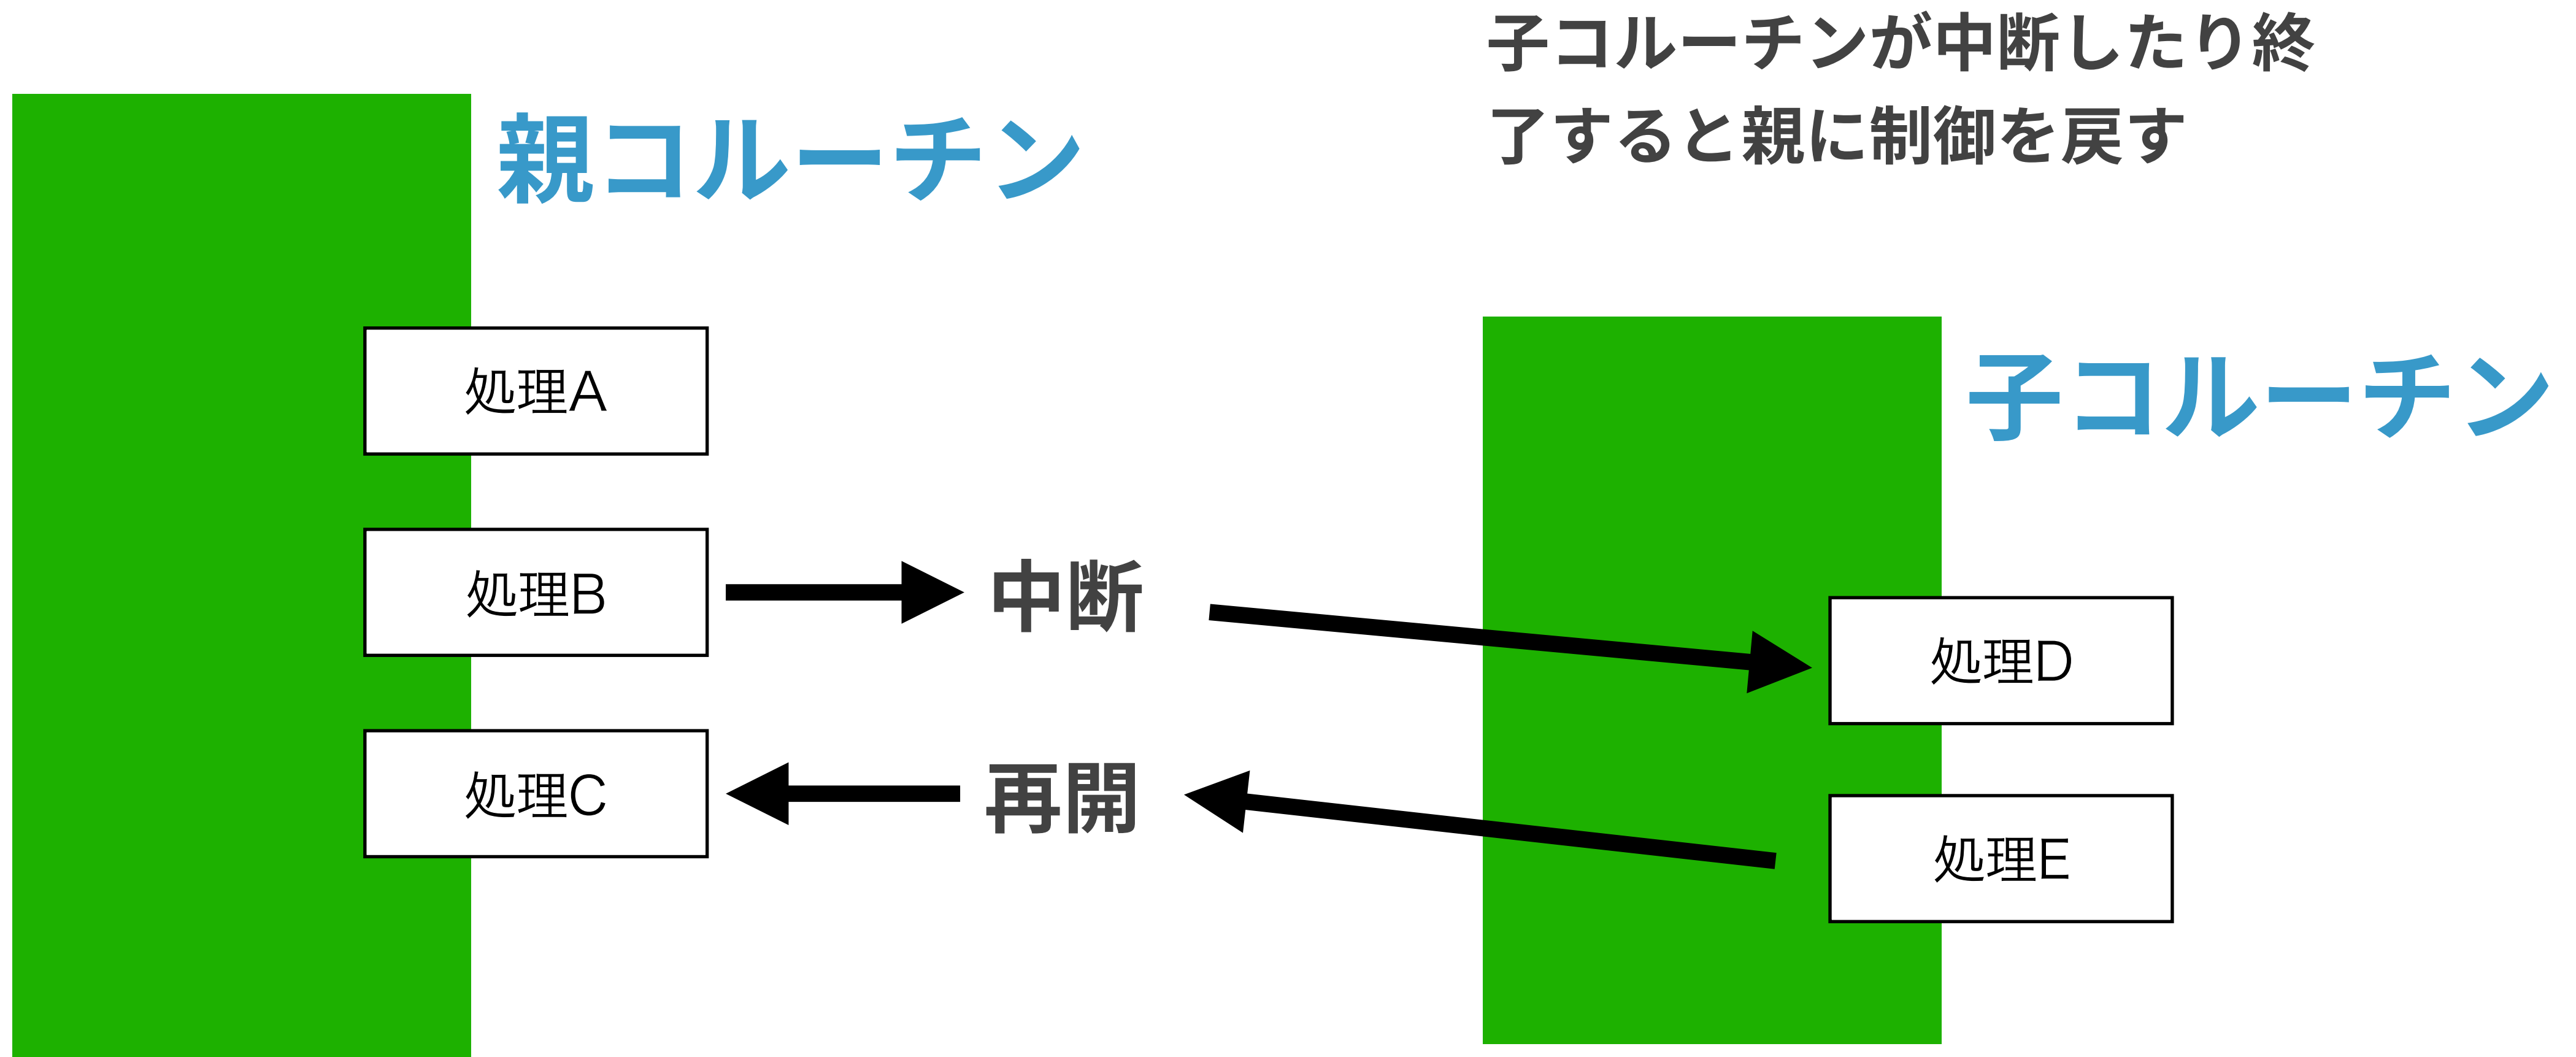 子コルーチンが中断したり終
了すると親に制御を戻す
親コルーチン
処理A
処理B
中断
処理C
再開
子コルーチン
処理D
処理E